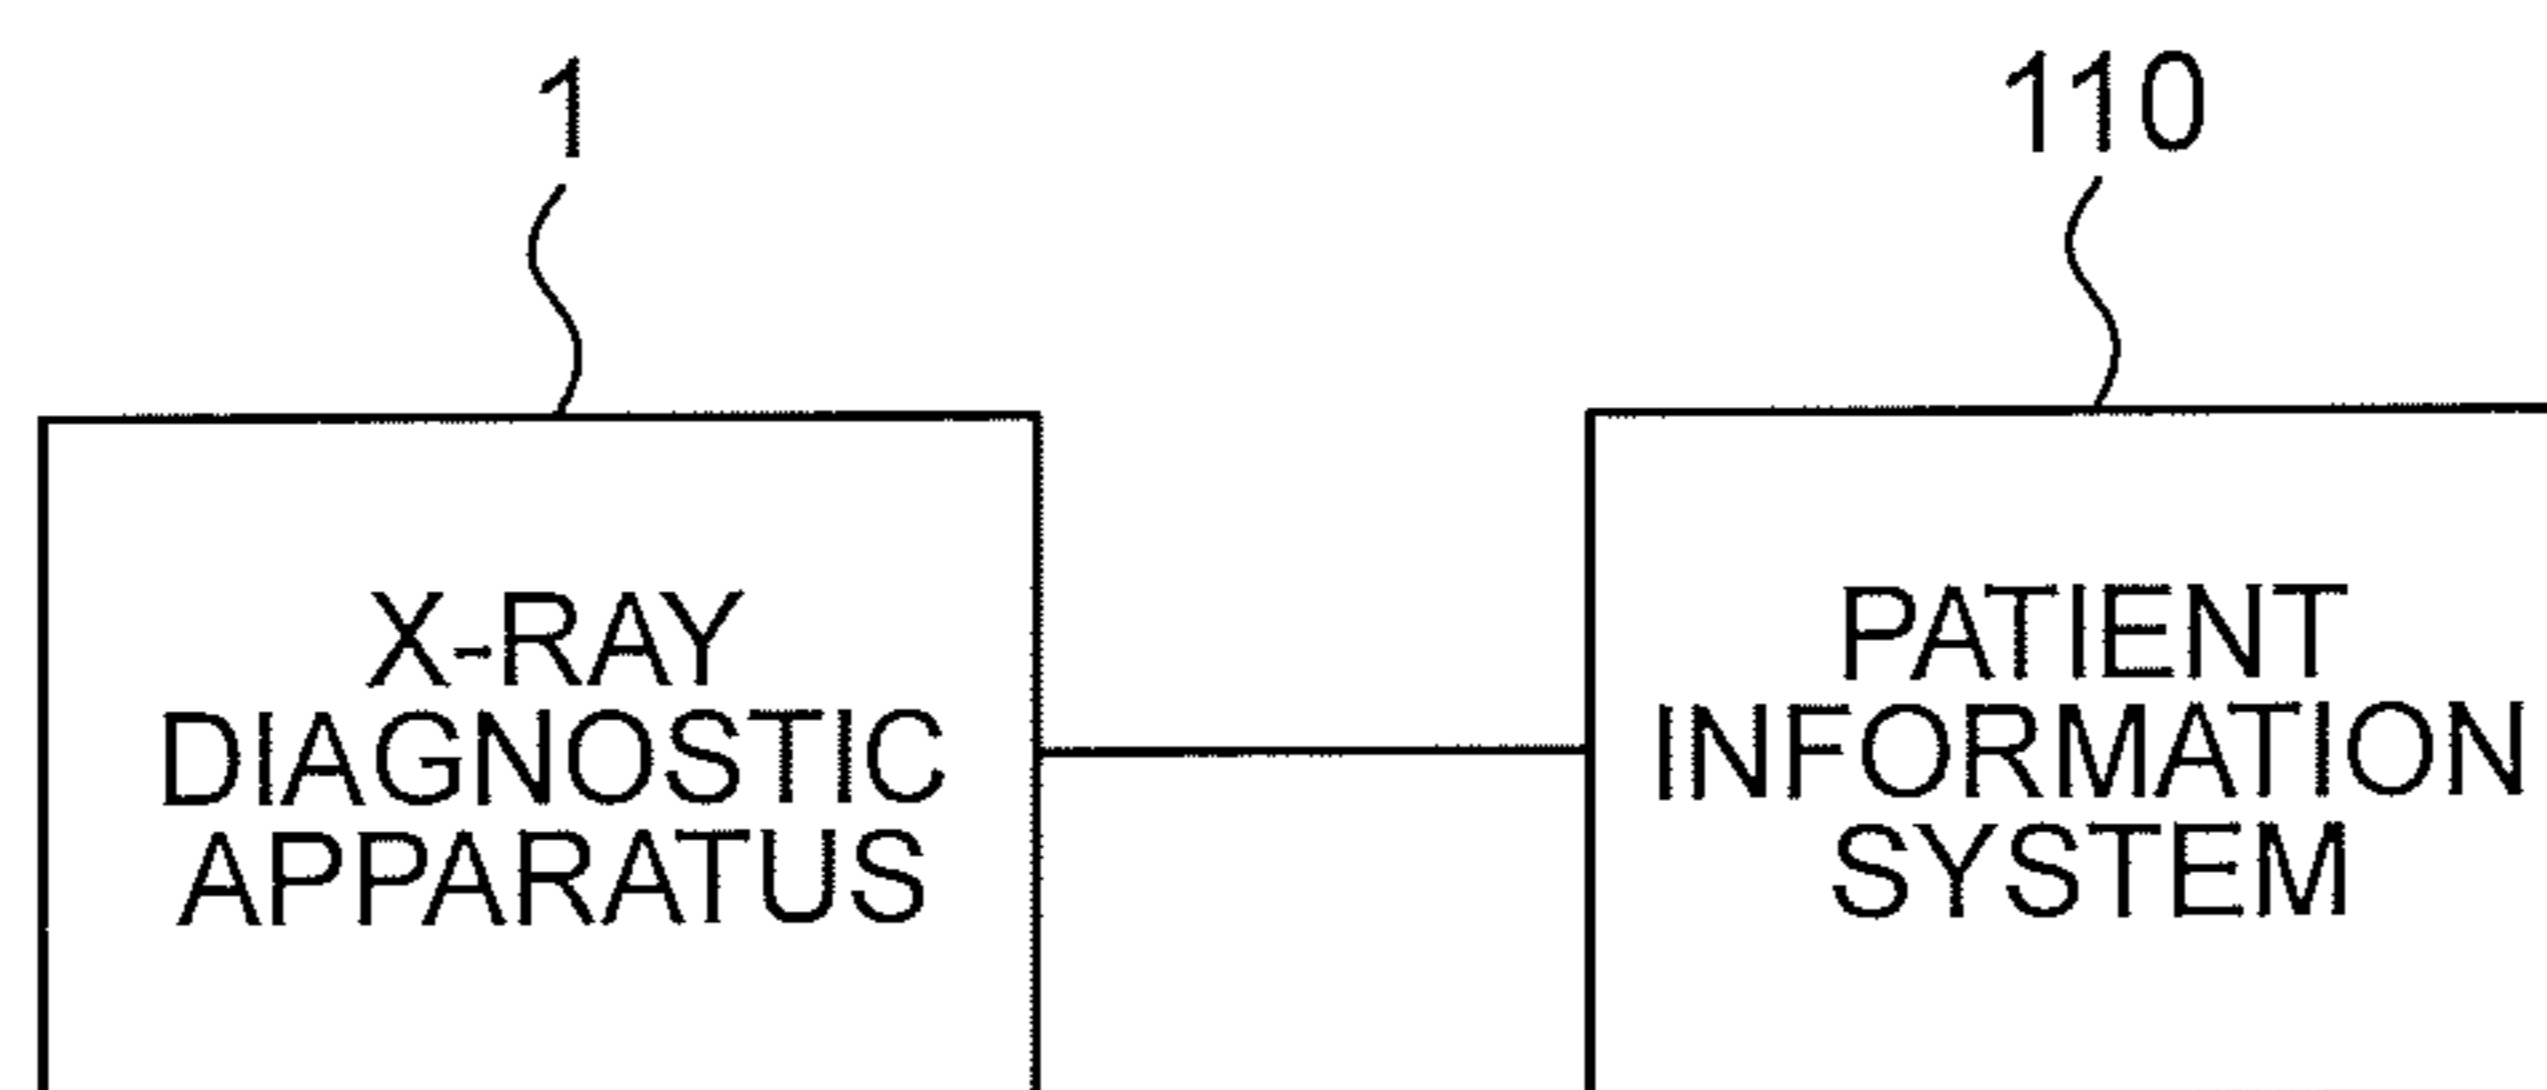 1
110
X-RAY
DIAGNOSTIC
APPARATUS
PATIENT
INFORMATION
SYSTEM